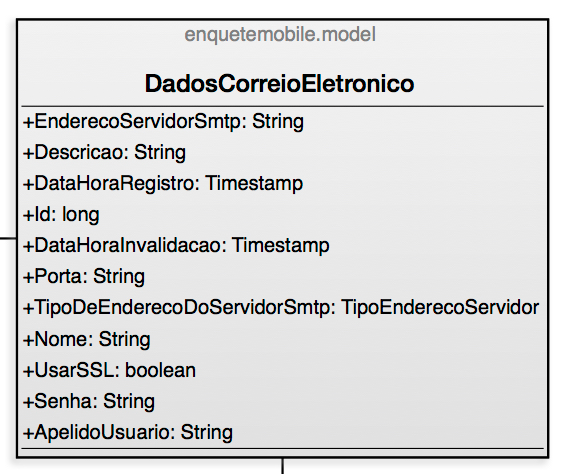 enquetemobile.model
DadosCorreioEletronico
+EnderecoServidorSmtp: String
+Descricao: String
+DataHoraRegistro: Timestamp
+Id: long
+DataHoraInvalidacao: Timestamp
+Porta: String
+TipoDeEnderecoDoServidorSmtp: TipoEnderecoServidor
+Nome: String
+UsarSSL: boolean
+Senha: String
+ApelidoUsuario: String